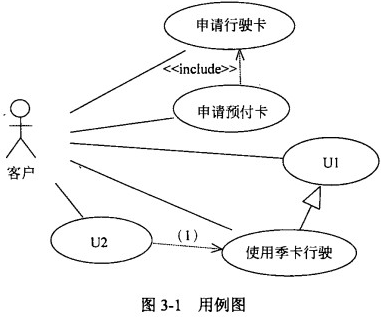 申请行驶卡
<<include>>
申请预付卡
客户
U1
U2
(1)
使用季卡行驶
图 3-1 用例图